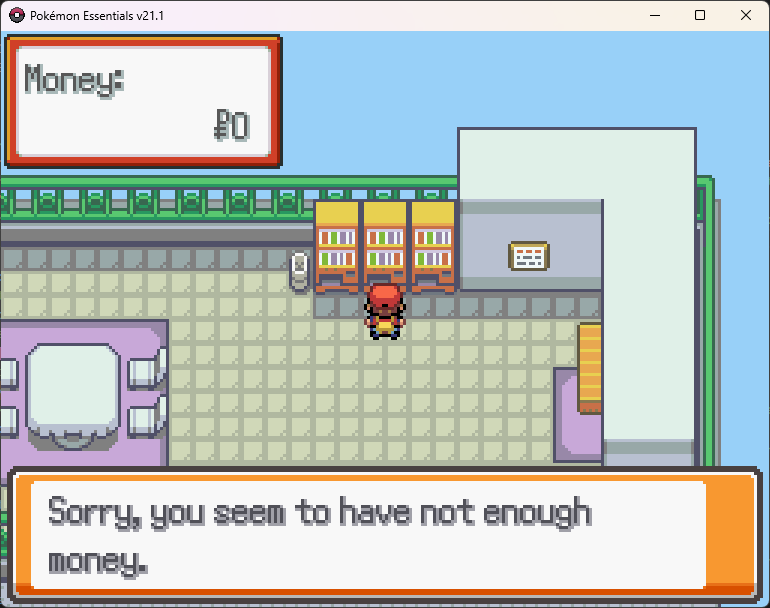 Pokémon Essentials v21.1
Money:
₽0
Sorry, you seem to have not enough
money.